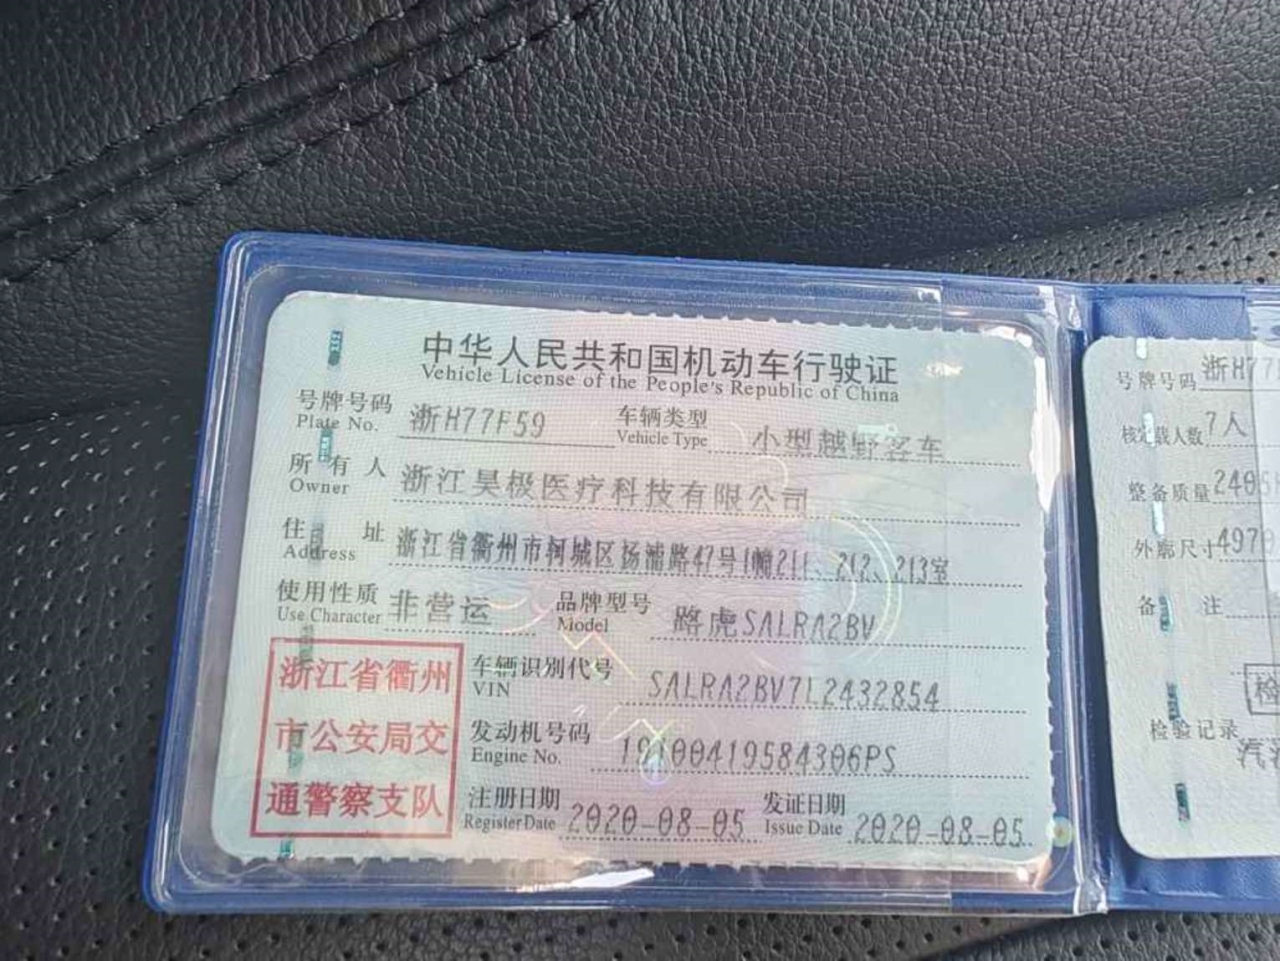 中华人民共和国机动车行驶证
Vehicle License of the People's Republic of China
号牌号码 浙H77F59 车辆类型 小型越野客车
Plate No. Vehicle Type
所有人 浙江昊极医疗科技有限公司
Owner
住址 浙江省衢州市柯城区杨浦路47号1幢211、212、213室
Address
使用性质 非营运 品牌型号 路虎SALRA2BV
Use Character Model
车辆识别代号 SALRA2BV7L2432854
VIN
发动机号码
Engine No.
注册日期 2020-08-05 发证日期 2020-08-05
Register Date Issue Date
浙江省衢州
市公安局交
通警察支队
号牌号码 浙H77
核定载人数 7人
整备质量 2405
外廓尺寸 4970
备注
检
检验记录